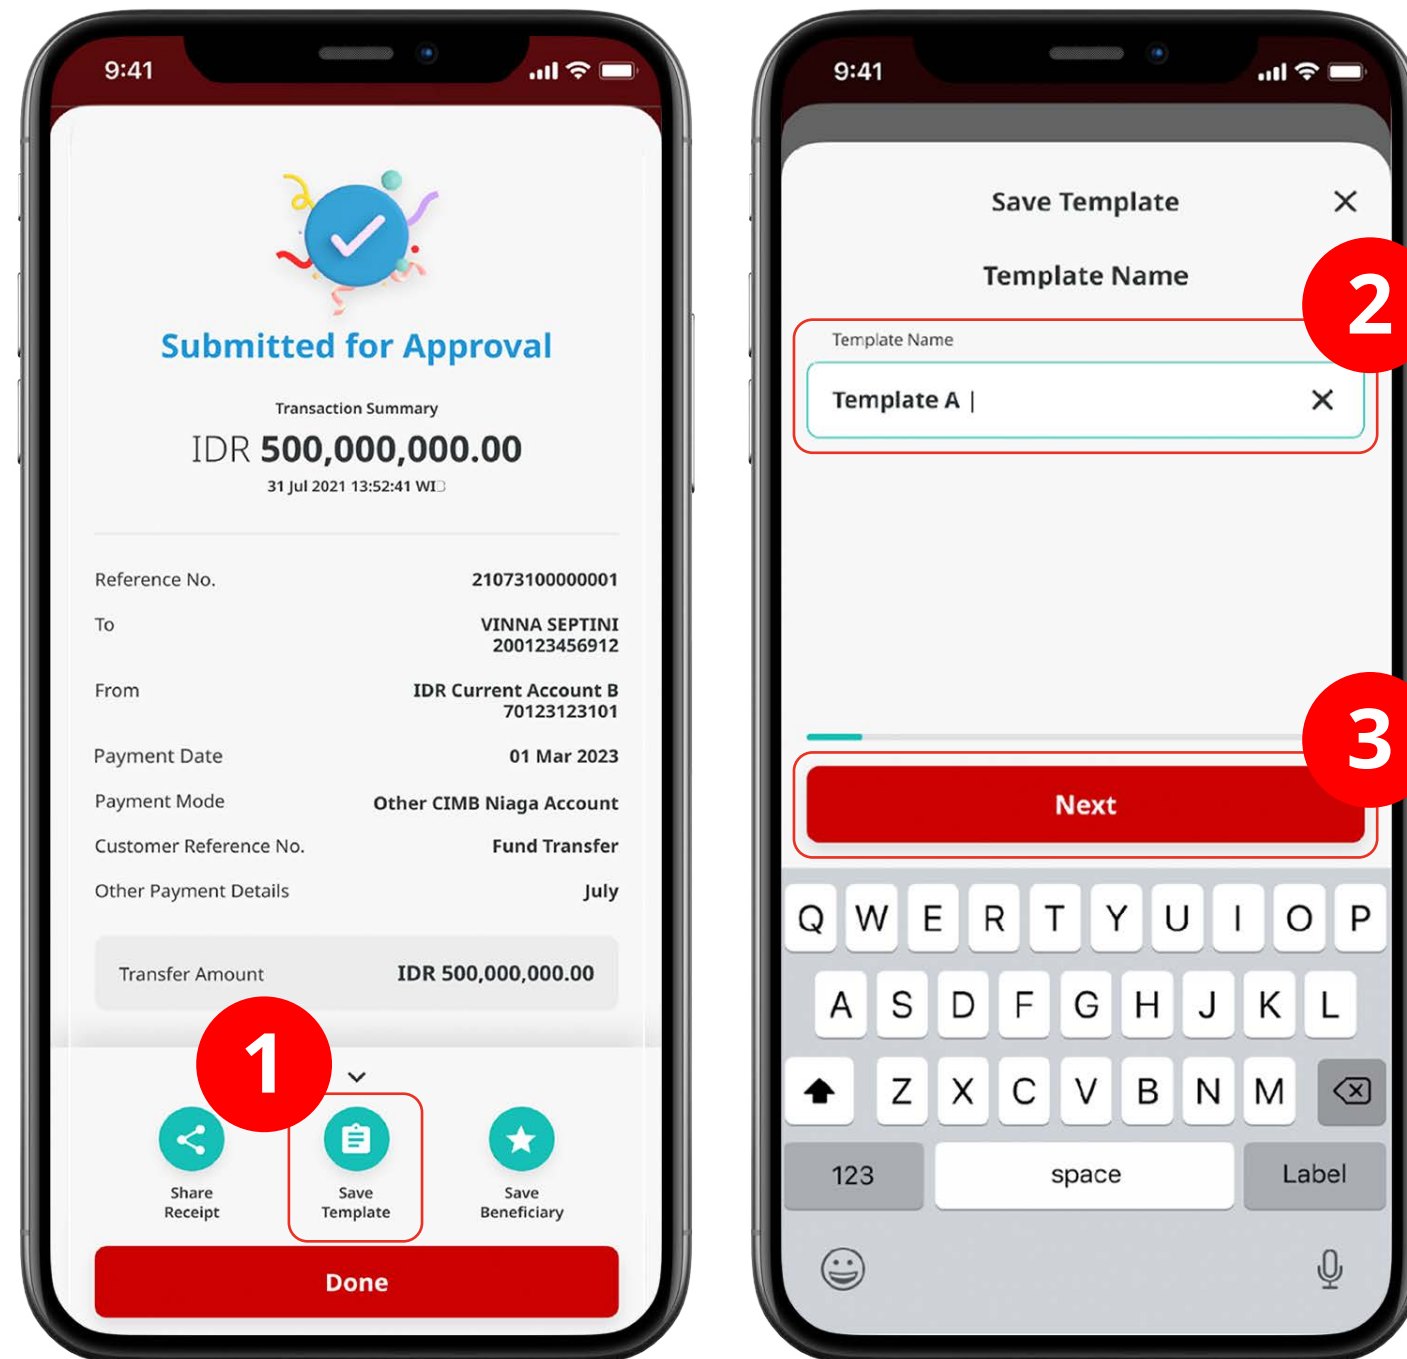 9:41
Submitted for Approval
Transaction Summary
IDR 500,000,000.00
31 Jul 2021 13:52:41
Reference No. 21073100000001
To VINNA SEPTINI
200123456912
From IDR Current Account B
70123123101
Payment Date 01 Mar 2023
Payment Mode Other CIMB Niaga Account
Customer Reference No. Fund Transfer
Other Payment Details July
Transfer Amount IDR 500,000,000.00
1
Share
Receipt
Save
Template
Save
Beneficiary
Done
9:41
Save Template
Template Name
2
Template Name
Template A
3
Next
Q W E R T Y U I O P
A S D F G H J K L
Z X C V B N M
123 space Label